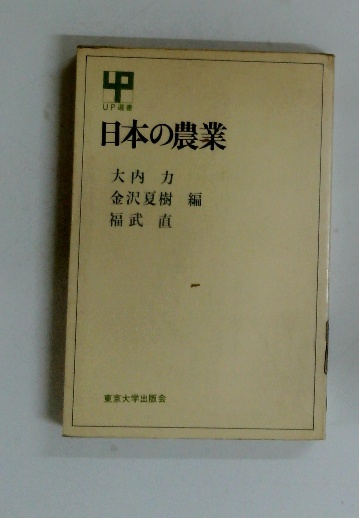 UP
UP選書
日本の農業
大内 力
金沢夏樹 編
福武 直
東京大学出版会